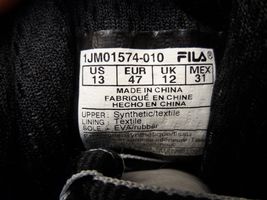 1JM01574-010 FILA®
US EUR UK MEX
13 47 12 31
MADE IN CHINA
FABRIQUÉ EN CHINE
HECHO EN CHINA
UPPER: Synthetic/textile
LINING: Textile
SOLE: EVA/rubber